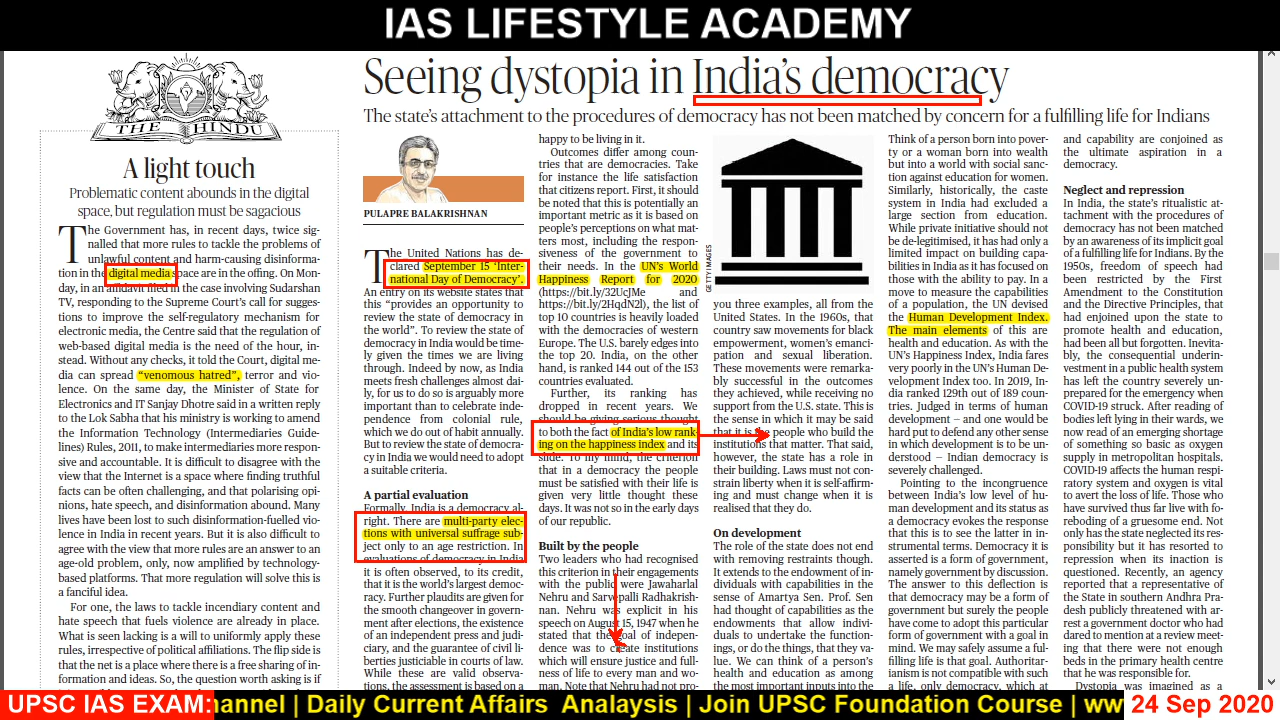 IAS LIFESTYLE ACADEMY
THE HINDU
A light touch
Problematic content abounds in the digital
space, but regulation must be sagacious
The Government has, in recent days, twice sig-
nalled that more rules to tackle the problems of
unlawful content and harm-causing disinforma-
tion in the digital media space are in the offing. On Mon-
day, in an affidavit filed in the case involving Sudarshan
TV, responding to the Supreme Court's call for sugges-
tions to improve the self-regulatory mechanism for
electronic media, the Centre said that the regulation of
web-based digital media is the need of the hour, in-
stead. Without any checks, it told the Court, digital me-
dia can spread “venomous hatred”, terror and vio-
lence. On the same day, the Minister of State for
Electronics and IT Sanjay Dhotre said in a written reply
to the Lok Sabha that his ministry is working to amend
the Information Technology (Intermediaries Guide-
lines) Rules, 2011, to make intermediaries more respon-
sive and accountable. It is difficult to disagree with the
view that the Internet is a space where finding truthful
facts can be often challenging, and that polarising opi-
nions, hate speech, and disinformation abound. Many
lives have been lost to such disinformation-fuelled vio-
lence in India in recent years. But it is also difficult to
agree with the view that more rules are an answer to an
age-old problem, only, now amplified by technology-
based platforms. That more regulation will solve this is
a fanciful idea.
For one, the laws to tackle incendiary content and
hate speech that fuels violence are already in place.
What is seen lacking is a will to uniformly apply these
rules, irrespective of political affiliations. The flip side is
that the net is a place where there is a free sharing of in-
formation and ideas. So, the question worth asking is if
Seeing dystopia in India's democracy
The state's attachment to the procedures of democracy has not been matched by concern for a fulfilling life for Indians
PULAPRE BALAKRISHNAN
The United Nations has de-
clared September 15 ‘Inter-
national Day of Democracy’.
An entry on its website states that
this “provides an opportunity to
review the state of democracy in
the world”. To review the state of
democracy in India would be time-
ly given the times we are living
through. Indeed by now, as India
meets fresh challenges almost dai-
ly, for us to do so is arguably more
important than to celebrate inde-
pendence from colonial rule,
which we do out of habit annually.
But to review the state of democra-
cy in India we would need to adopt
a suitable criterion.
A partial evaluation
Formally, India is a democracy al-
right. There are multi-party elec-
tions with universal suffrage sub-
ject only to an age restriction. In
evaluations of democracy in India
it is often observed, to its credit,
that it is the world's largest democ-
racy. Further plaudits are given for
the smooth changeover in govern-
ment after elections, the existence
of an independent press and judi-
ciary, and the guarantee of civil li-
berties justiciable in courts of law.
While these are valid observa-
tions, the assessment is based on a
happy to be living in it.
Outcomes differ among coun-
tries that are democracies. Take
for instance the life satisfaction
that citizens report. First, it should
be noted that this is potentially an
important metric as it is based on
people's perceptions on what mat-
ters most, including the respon-
siveness of the government to
their needs. In the UN's World
Happiness Report for 2020
(https://bit.ly/32UcJMe and
https://bit.ly/2HqdN2l), the list of
top 10 countries is heavily loaded
with the democracies of western
Europe. The U.S. barely edges into
the top 20. India, on the other
hand, is ranked 144 out of the 153
countries evaluated.
Further, its ranking has
dropped in recent years. We
should be giving serious thought
to both the fact of India's low rank-
ing on the happiness index and its
slide. To my mind, the criterion
that in a democracy the people
must be satisfied with their life is
given very little thought these
days. It was not so in the early days
of our republic.
Built by the people
Two leaders who had recognised
this criterion in their engagements
with the public were Jawaharlal
Nehru and Sarvepalli Radhakrish-
nan. Nehru was explicit in his
speech on August 15, 1947 when he
stated that the goal of indepen-
dence was to create institutions
which will ensure justice and full-
ness of life to every man and wo-
man. Note that Nehru had not pro-
GETTY IMAGES
you three examples, all from the
United States. In the 1960s, that
country saw movements for black
empowerment, women's emanci-
pation and sexual liberation.
These movements were remarka-
bly successful in the outcomes
they achieved, while receiving no
support from the U.S. state. This is
the sense in which it may be said
that it is the people who build the
institutions that matter. That said,
however, the state has a role in
their building. Laws must not con-
strain liberty when it is self-affirm-
ing and must change when it is
realised that they do.
On development
The role of the state does not end
with removing restraints though.
It extends to the endowment of in-
dividuals with capabilities in the
sense of Amartya Sen. Prof. Sen
had thought of capabilities as the
endowments that allow indivi-
duals to undertake the function-
ings, or do the things, that they va-
lue. We can think of a person's
health and education as among
the most important inputs into the
Think of a person born into pover-
ty or a woman born into wealth
but into a world with social sanc-
tion against education for women.
Similarly, historically, the caste
system in India had excluded a
large section from education.
While private initiative should not
be de-legitimised, it has had only a
limited impact on building capa-
bilities in India as it has focused on
those with the ability to pay. In a
move to measure the capabilities
of a population, the UN devised
the Human Development Index.
The main elements of this are
health and education. As with the
UN's Happiness Index, India fares
very poorly in the UN's Human De-
velopment Index too. In 2019, In-
dia ranked 129th out of 189 coun-
tries. Judged in terms of human
development – and one would be
hard put to defend any other sense
in which development is to be un-
derstood – Indian democracy is
severely challenged.
Pointing to the incongruence
between India's low level of hu-
man development and its status as
a democracy evokes the response
that this is to see the latter in in-
strumental terms. Democracy it is
asserted is a form of government,
namely government by discussion.
The answer to this deflection is
that democracy may be a form of
government but surely the people
have come to adopt this particular
form of government with a goal in
mind. We may safely assume a ful-
filling life is that goal. Authoritar-
ianism is not compatible with such
a life, only democracy, which at
and capability are conjoined as
the ultimate aspiration in a
democracy.
Neglect and repression
In India, the state's ritualistic at-
tachment with the procedures of
democracy has not been matched
by an awareness of its implicit goal
of a fulfilling life for Indians. By the
1950s, freedom of speech had
been restricted by the First
Amendment to the Constitution
and the Directive Principles, that
had enjoined upon the state to
promote health and education,
had been all but forgotten. Inevita-
bly, the consequential underin-
vestment in a public health system
has left the country severely un-
prepared for the emergency when
COVID-19 struck. After reading of
bodies left lying in their wards, we
now read of an emerging shortage
of something so basic as oxygen
supply in metropolitan hospitals.
COVID-19 affects the human respi-
ratory system and oxygen is vital
to avert the loss of life. Those who
have survived thus far live with fo-
reboding of a gruesome end. Not
only has the state neglected its res-
ponsibility but it has resorted to
repression when its inaction is
questioned. Recently, an agency
reported that a representative of
the State in southern Andhra Pra-
desh publicly threatened with ar-
rest a government doctor who had
dared to mention at a review meet-
ing that there were not enough
beds in the primary health centre
that he was responsible for.
Dystopia was imagined as a
UPSC IAS EXAM: hannel | Daily Current Affairs Analaysis | Join UPSC Foundation Course | ww 24 Sep 2020